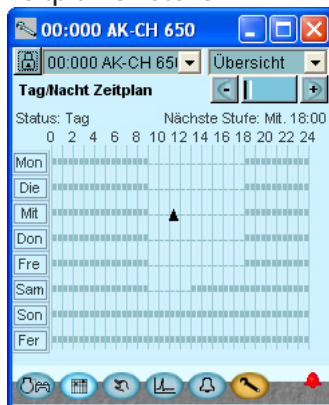 00:000 AK-CH 650
00:000 AK-CH 65 Übersicht
Tag/Nacht Zeitplan
Status: Tag Nächste Stufe: Mit. 18:00
0 2 4 6 8 10 12 14 16 18 20 22 24
Mon
Die
Mit
Don
Fre
Sam
Son
Fer